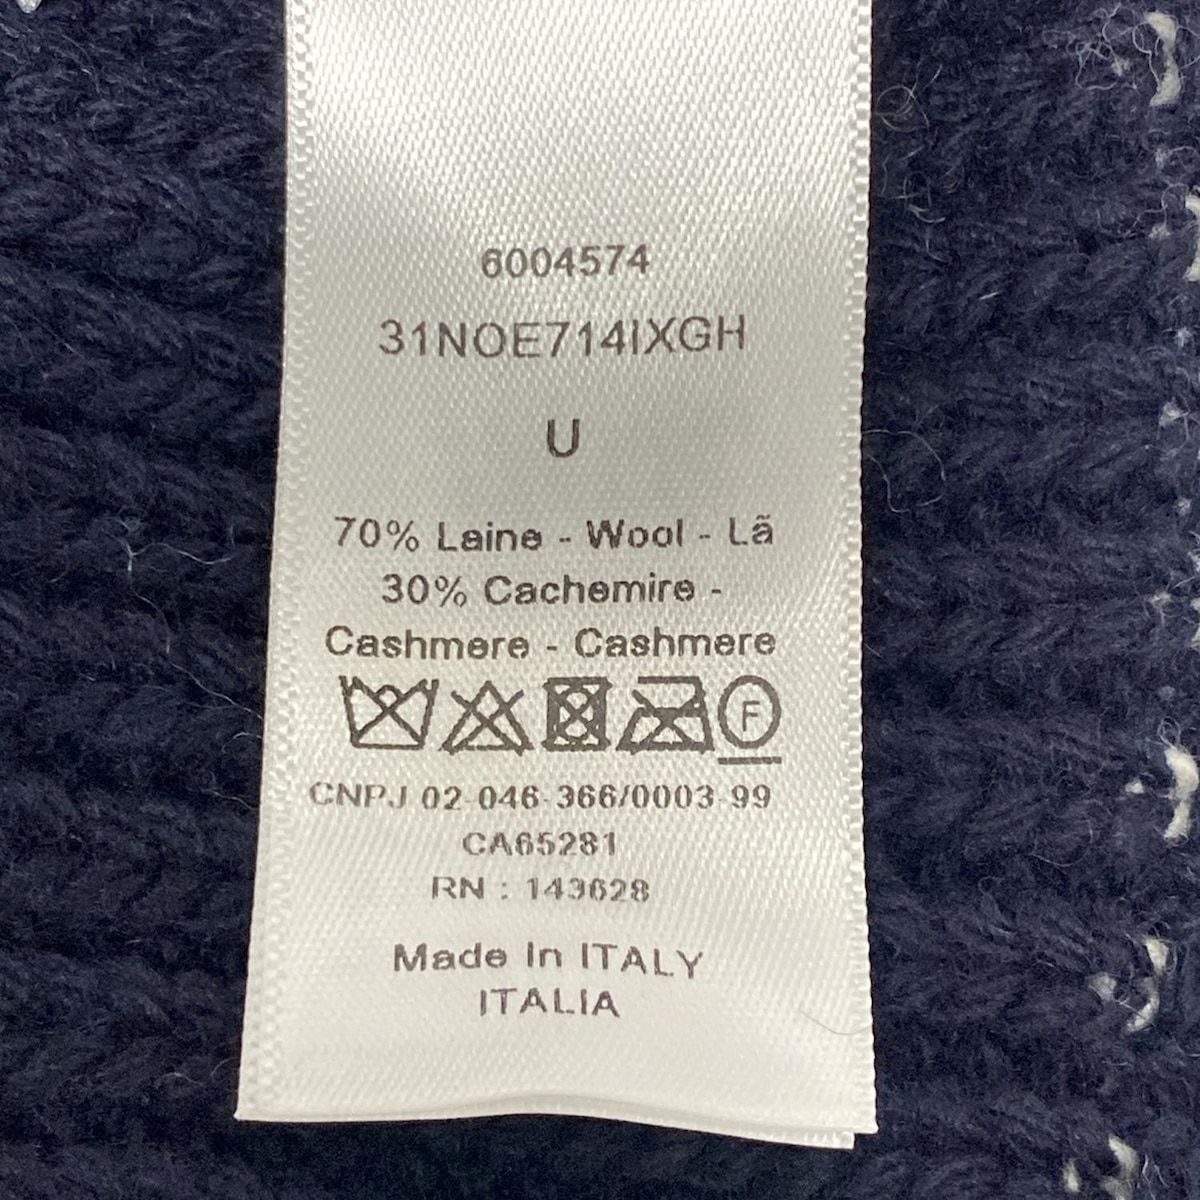 6004574
31NOE714IXGH
U
70% Laine - Wool - Lã
30% Cachemire -
Cashmere - Cashmere
F
CNPJ 02-046-366/0003-99
CA65281
RN : 143628
Made in ITALY
ITALIA